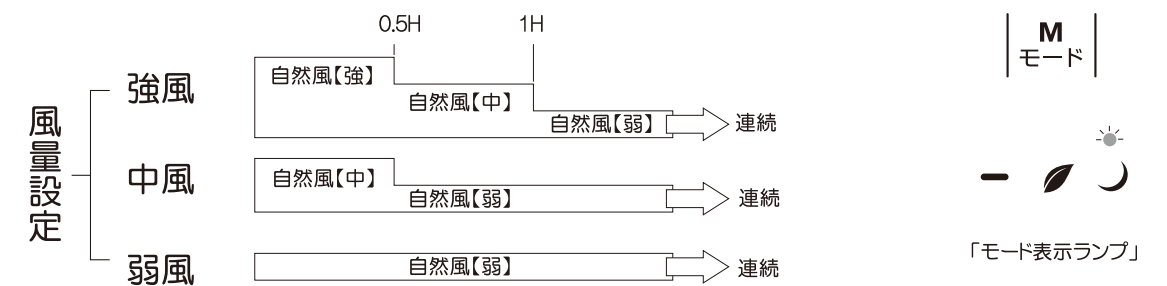 0.5H
1H
M
モード
強風
自然風【強】
自然風【中】
自然風【弱】
連続
風量設定
中風
自然風【中】
自然風【弱】
連続
弱風
自然風【弱】
連続
「モード表示ランプ」